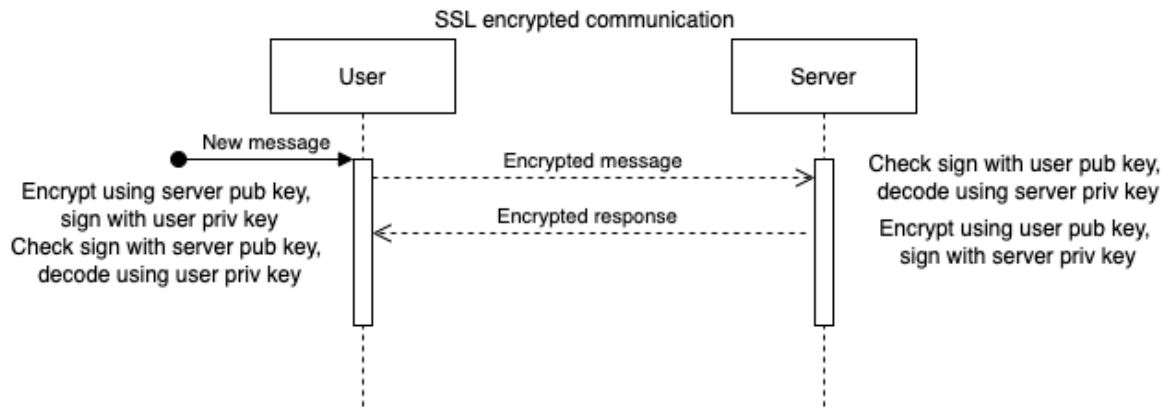 SSL encrypted communication
User
Server
New message
Encrypted message
Encrypt using server pub key,
sign with user priv key
Check sign with server pub key,
decode using user priv key
Encrypted response
Check sign with user pub key,
decode using server priv key
Encrypt using user pub key,
sign with server priv key